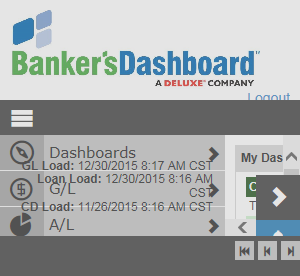 Banker'sDashboard™
A DELUXE® COMPANY
Logout
Dashboards
GL Load: 12/30/2015 8:17 AM CST
Loan Load: 12/30/2015 8:16 AM
CST
G/L
CD Load: 11/26/2015 8:16 AM CST
A/L
My Das
C
T